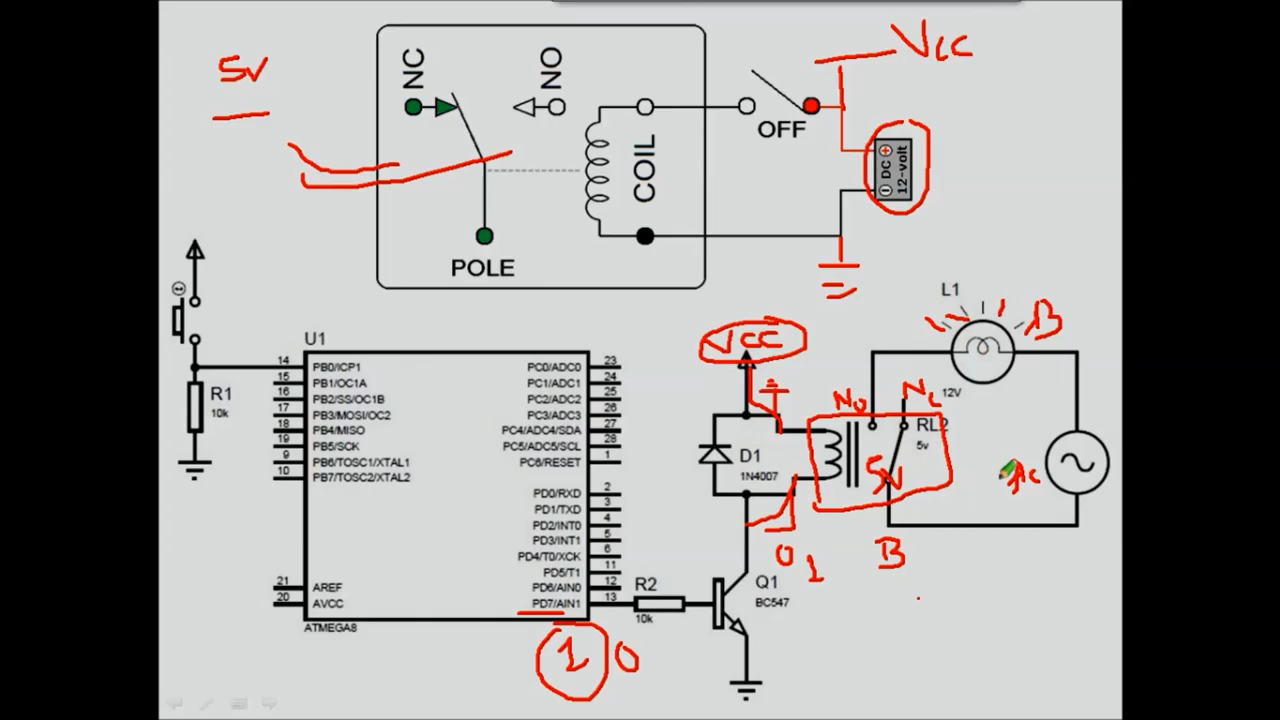 5V
NC
NO
COIL
OFF
VCC
DC
12-volt
POLE
U1
14 PB0/ICP1
15 PB1/OC1A
16 PB2/SS/OC1B
17 PB3/MOSI/OC2
18 PB4/MISO
19 PB5/SCK
9 PB6/TOSC1/XTAL1
10 PB7/TOSC2/XTAL2
21 AREF
20 AVCC
PC0/ADC0 23
PC1/ADC1 24
PC2/ADC2 25
PC3/ADC3 26
PC4/ADC4/SDA 27
PC5/ADC5/SCL 28
PC6/RESET 1
PD0/RXD 2
PD1/TXD 3
PD2/INT0 4
PD3/INT1 5
PD4/T0/XCK 6
PD5/T1 11
PD6/AIN0 12
PD7/AIN1 13
ATMEGA8
R1
10k
R2
10k
1 0
VCC
D1
1N4007
Q1
BC547
0 1
L1
B
12V
NO
NC
RL2
5v
5V
AC
B